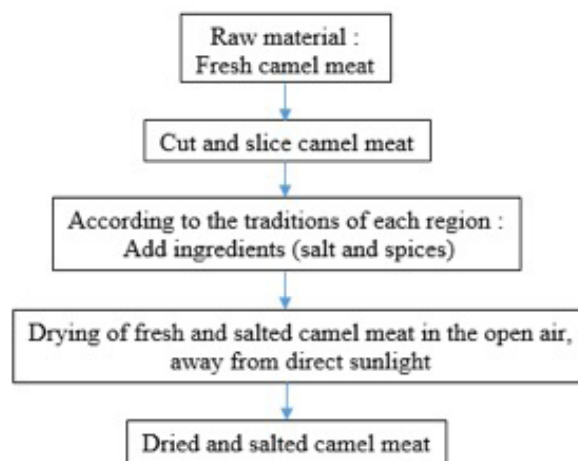 Raw material :
Fresh camel meat
Cut and slice camel meat
According to the traditions of each region :
Add ingredients (salt and spices)
Drying of fresh and salted camel meat in the open air,
away from direct sunlight
Dried and salted camel meat